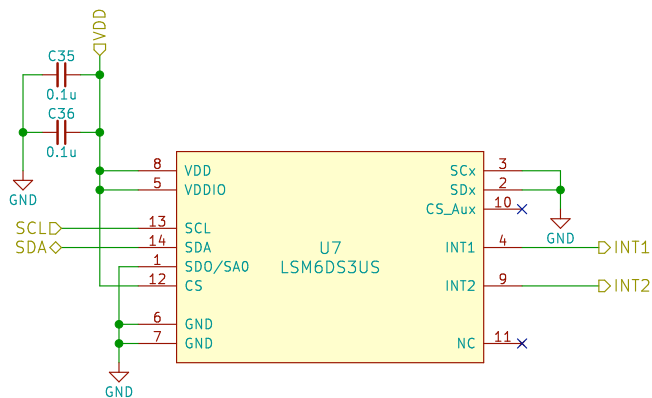 VDD
C35
0.1u
C36
0.1u
GND
8 VDD
5 VDDIO
13 SCL
14 SDA
1 SDO/SA0
12 CS
6 GND
7 GND
SCL
SDA
GND
U7
LSM6DS3US
SCx 3
SDx 2
CS_Aux 10
INT1 4
INT2 9
NC 11
GND
INT1
INT2